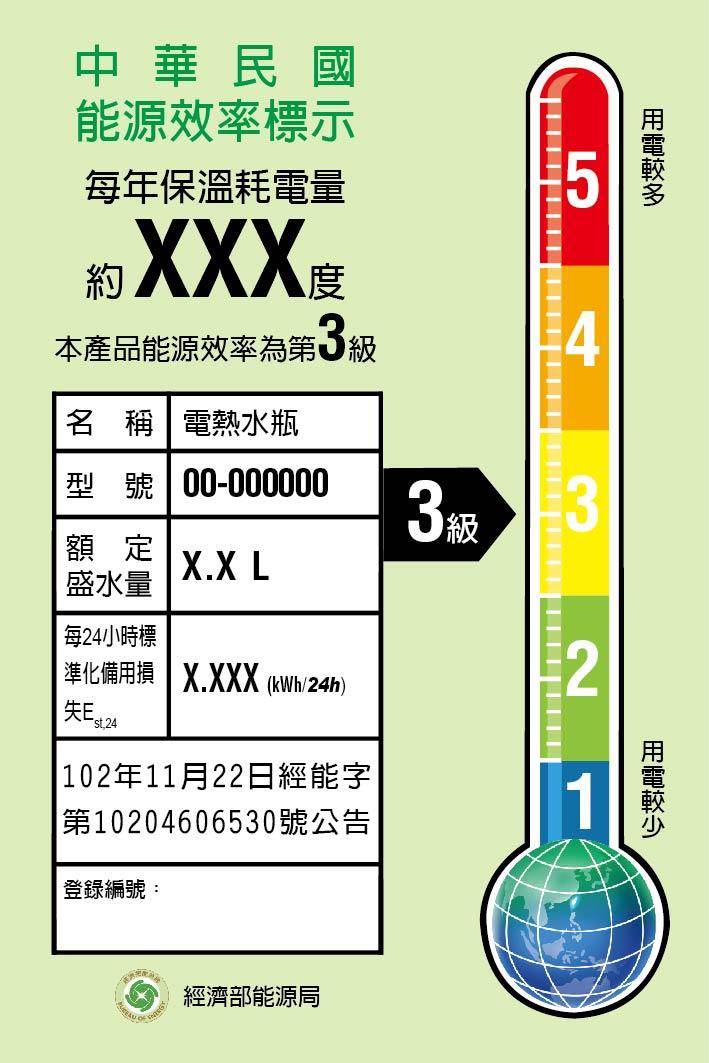 中華民國
能源效率標示
每年保溫耗電量
約XXX度
本產品能源效率為第3級
名稱 電熱水瓶
型號 00-000000
額定
盛水量 X.X L
每24小時標
準化備用損
失Est,24
X.XXX (kWh/24h)
102年11月22日經能字
第10204606530號公告
登錄編號：
經濟部能源局
BUREAU OF ENERGY
3級
用電較多
5
4
3
2
1
用電較少